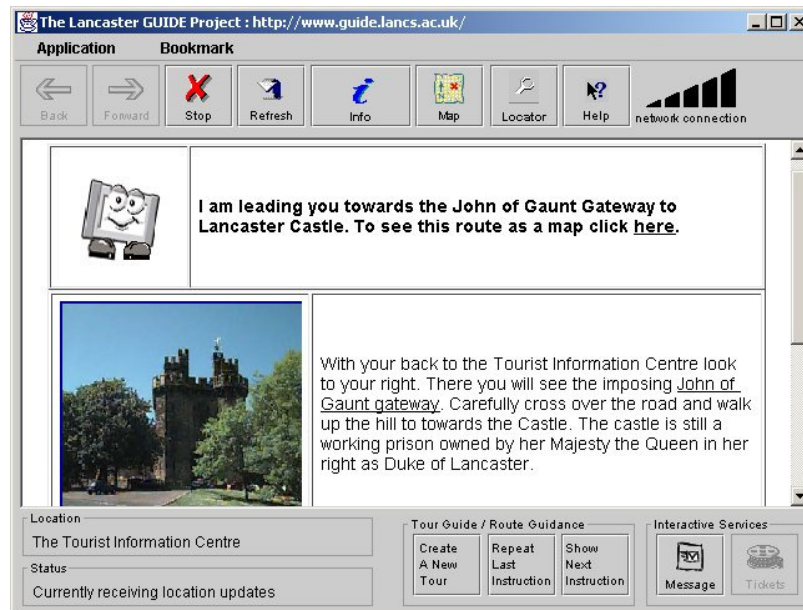 The Lancaster GUIDE Project : http://www.guide.lancs.ac.uk/
Application Bookmark
Back Forward Stop Refresh Info Map Locator Help network connection
I am leading you towards the John of Gaunt Gateway to
Lancaster Castle. To see this route as a map click here.
With your back to the Tourist Information Centre look
to your right. There you will see the imposing John of
Gaunt gateway. Carefully cross over the road and walk
up the hill to towards the Castle. The castle is still a
working prison owned by her Majesty the Queen in her
right as Duke of Lancaster.
Location
The Tourist Information Centre
Status
Currently receiving location updates
Tour Guide / Route Guidance
Create
A New
Tour
Repeat
Last
Instruction
Show
Next
Instruction
Interactive Services
Message
Tickets